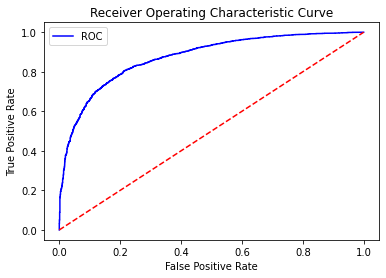 Receiver Operating Characteristic Curve
ROC
True Positive Rate
1.0
0.8
0.6
0.4
0.2
0.0
0.0 0.2 0.4 0.6 0.8 1.0
False Positive Rate